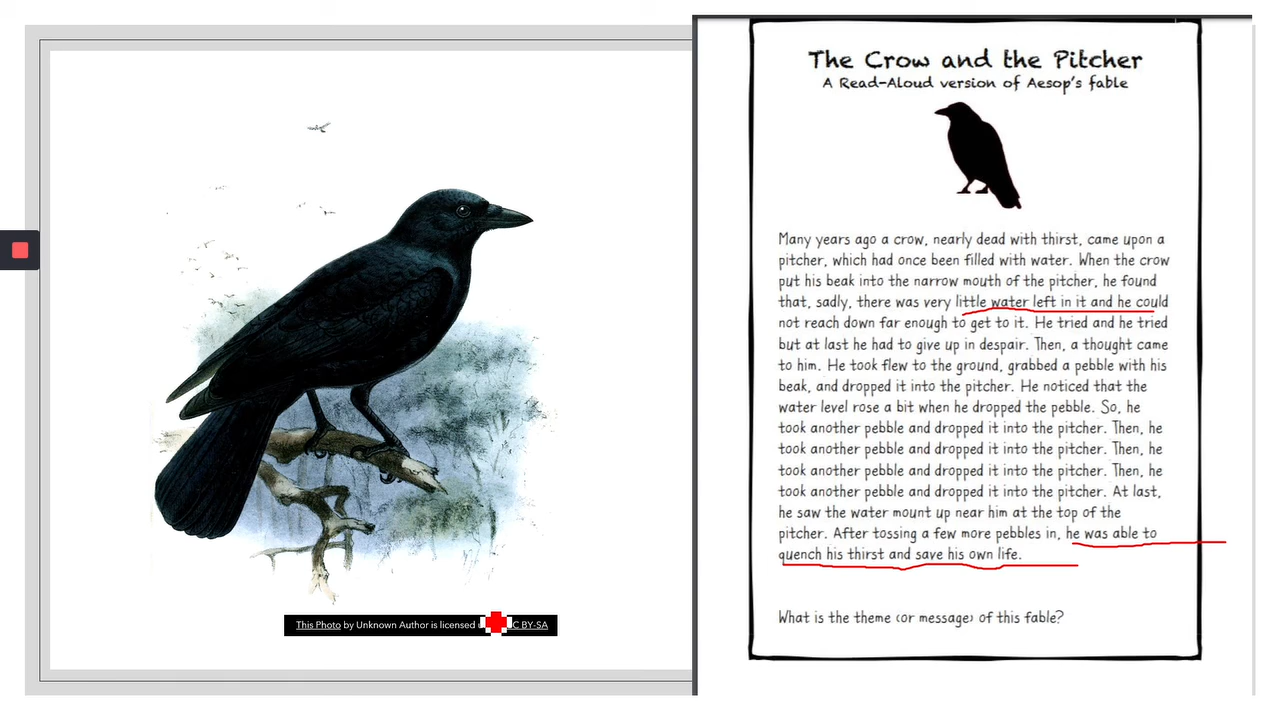 This Photo by Unknown Author is licensed CC BY-SA
The Crow and the Pitcher
A Read-Aloud version of Aesop's fable
Many years ago a crow, nearly dead with thirst, came upon a
pitcher, which had once been filled with water. When the crow
put his beak into the narrow mouth of the pitcher, he found
that, sadly, there was very little water left in it and he could
not reach down far enough to get to it. He tried and he tried
but at last he had to give up in despair. Then, a thought came
to him. He took flew to the ground, grabbed a pebble with his
beak, and dropped it into the pitcher. He noticed that the
water level rose a bit when he dropped the pebble. So, he
took another pebble and dropped it into the pitcher. Then, he
took another pebble and dropped it into the pitcher. Then, he
took another pebble and dropped it into the pitcher. Then, he
took another pebble and dropped it into the pitcher. At last,
he saw the water mount up near him at the top of the
pitcher. After tossing a few more pebbles in, he was able to
quench his thirst and save his own life.
What is the theme (or message) of this fable?